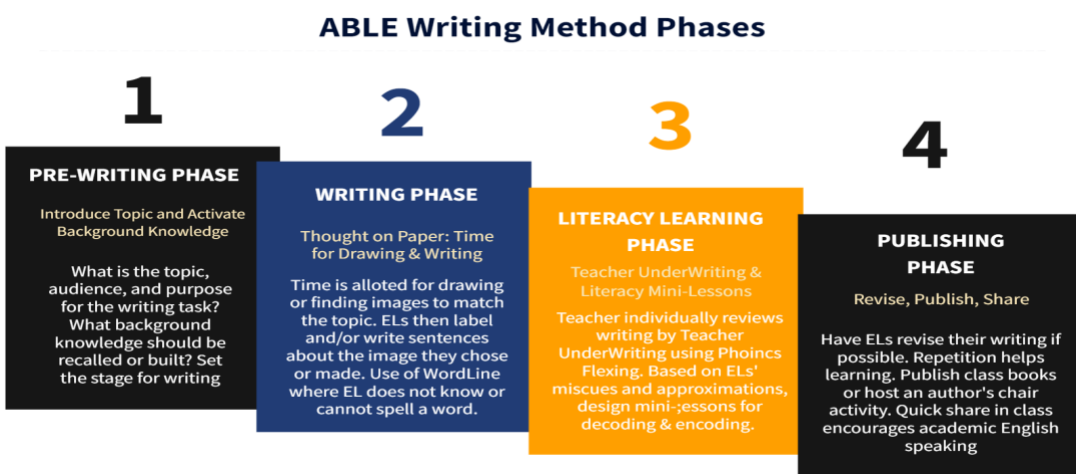 ABLE Writing Method Phases
1
PRE-WRITING PHASE
Introduce Topic and Activate
Background Knowledge
What is the topic,
audience, and purpose
for the writing task?
What background
knowledge should be
recalled or built? Set
the stage for writing
2
WRITING PHASE
Thought on Paper: Time
for Drawing & Writing
Time is alloted for drawing
or finding images to match
the topic. ELs then label
and/or write sentences
about the image they chose
or made. Use of WordLine
where EL does not know or
cannot spell a word.
3
LITERACY LEARNING
PHASE
Teacher UnderWriting &
Literacy Mini-Lessons
Teacher individually reviews
writing by Teacher
UnderWriting using Phoincs
Flexing. Based on ELs'
miscues and approximations,
design mini-;essons for
decoding & encoding.
4
PUBLISHING
PHASE
Revise, Publish, Share
Have ELs revise their writing if
possible. Repetition helps
learning. Publish class books
or host an author's chair
activity. Quick share in class
encourages academic English
speaking